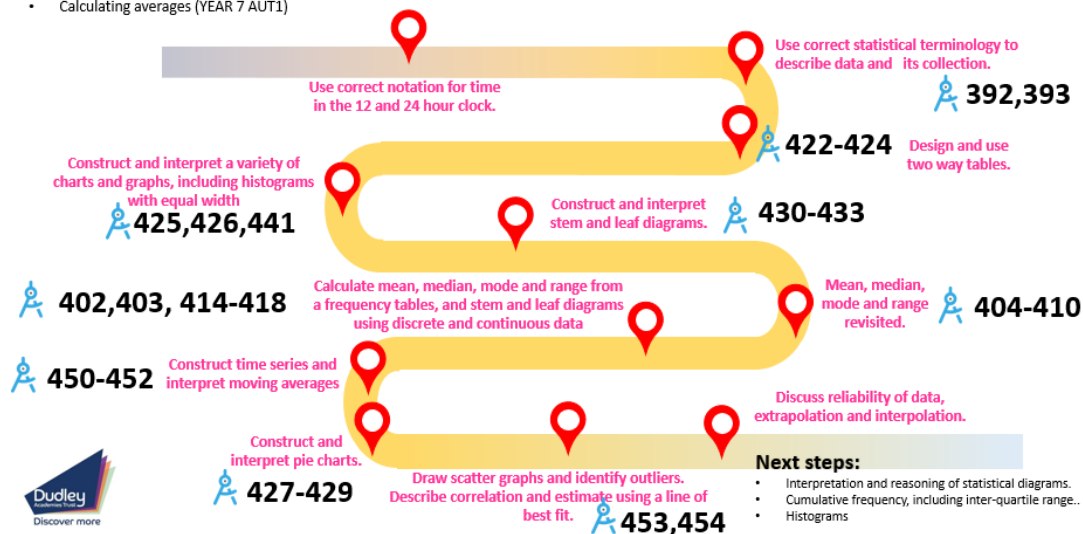 • Calculating averages (YEAR 7 AUT1)
Use correct notation for time
in the 12 and 24 hour clock.
Use correct statistical terminology to
describe data and its collection.
392,393
422-424
Design and use
two way tables.
Construct and interpret a variety of
charts and graphs, including histograms
with equal width
425,426,441
Construct and interpret
stem and leaf diagrams.
430-433
402,403, 414-418
Calculate mean, median, mode and range from
a frequency tables, and stem and leaf diagrams
using discrete and continuous data
Mean, median,
mode and range
revisited.
404-410
450-452
Construct time series and
interpret moving averages
Construct and
interpret pie charts.
427-429
Draw scatter graphs and identify outliers.
Describe correlation and estimate using a line of
best fit.
453,454
Discuss reliability of data,
extrapolation and interpolation.
Next steps:
• Interpretation and reasoning of statistical diagrams.
• Cumulative frequency, including inter-quartile range..
• Histograms
Dudley
Academies Trust
Discover more